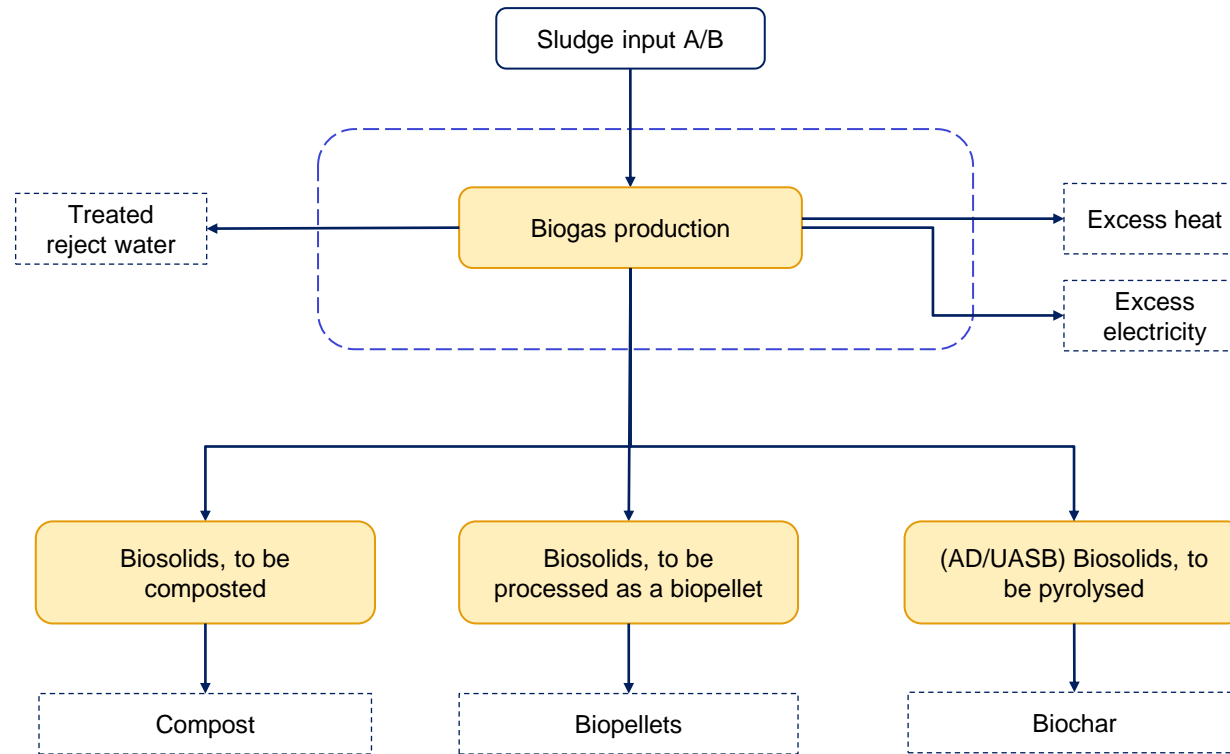 Sludge input A/B
Treated
reject water
Biogas production
Excess heat
Excess
electricity
Biosolids, to be
composted
Biosolids, to be
processed as a biopellet
(AD/UASB) Biosolids, to
be pyrolysed
Compost
Biopellets
Biochar